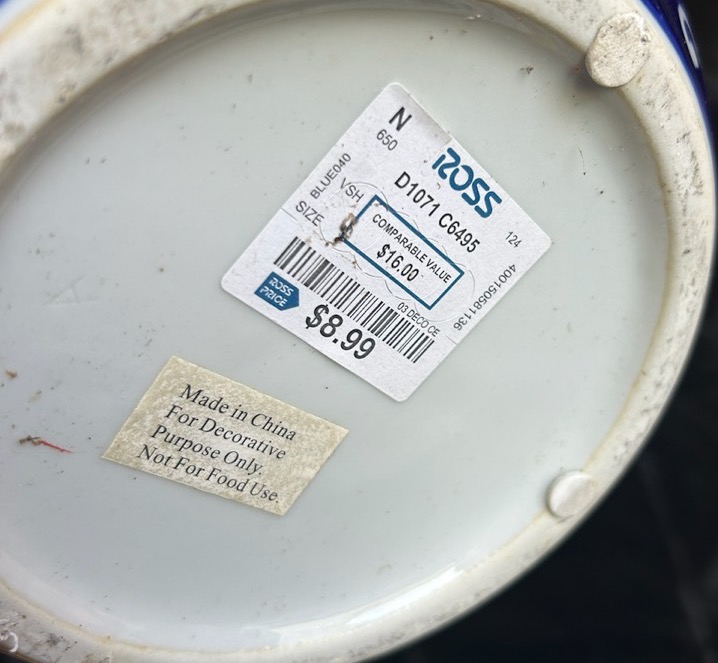 N
650
ROSS
D1071 C6495
124
BLUE040
VSH
SIZE
COMPARABLE VALUE
$16.00
400150581136
03 DECO CE
ROSS
PRICE
$8.99
Made in China
For Decorative
Purpose Only.
Not For Food Use.